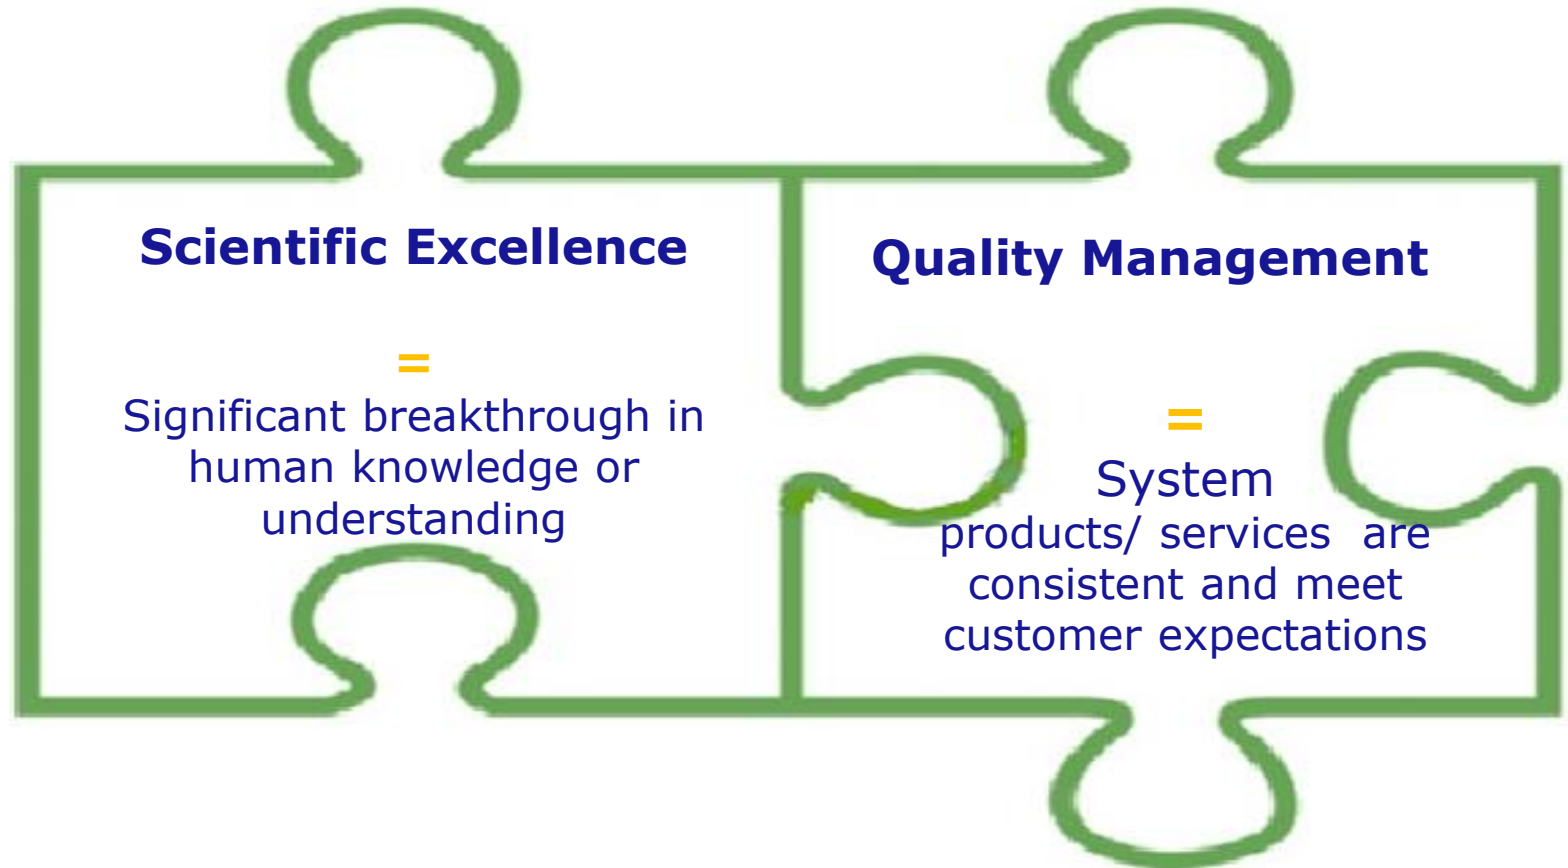 Scientific Excellence
=
Significant breakthrough in
human knowledge or
understanding
Quality Management
=
System
products/ services  are
consistent and meet
customer expectations